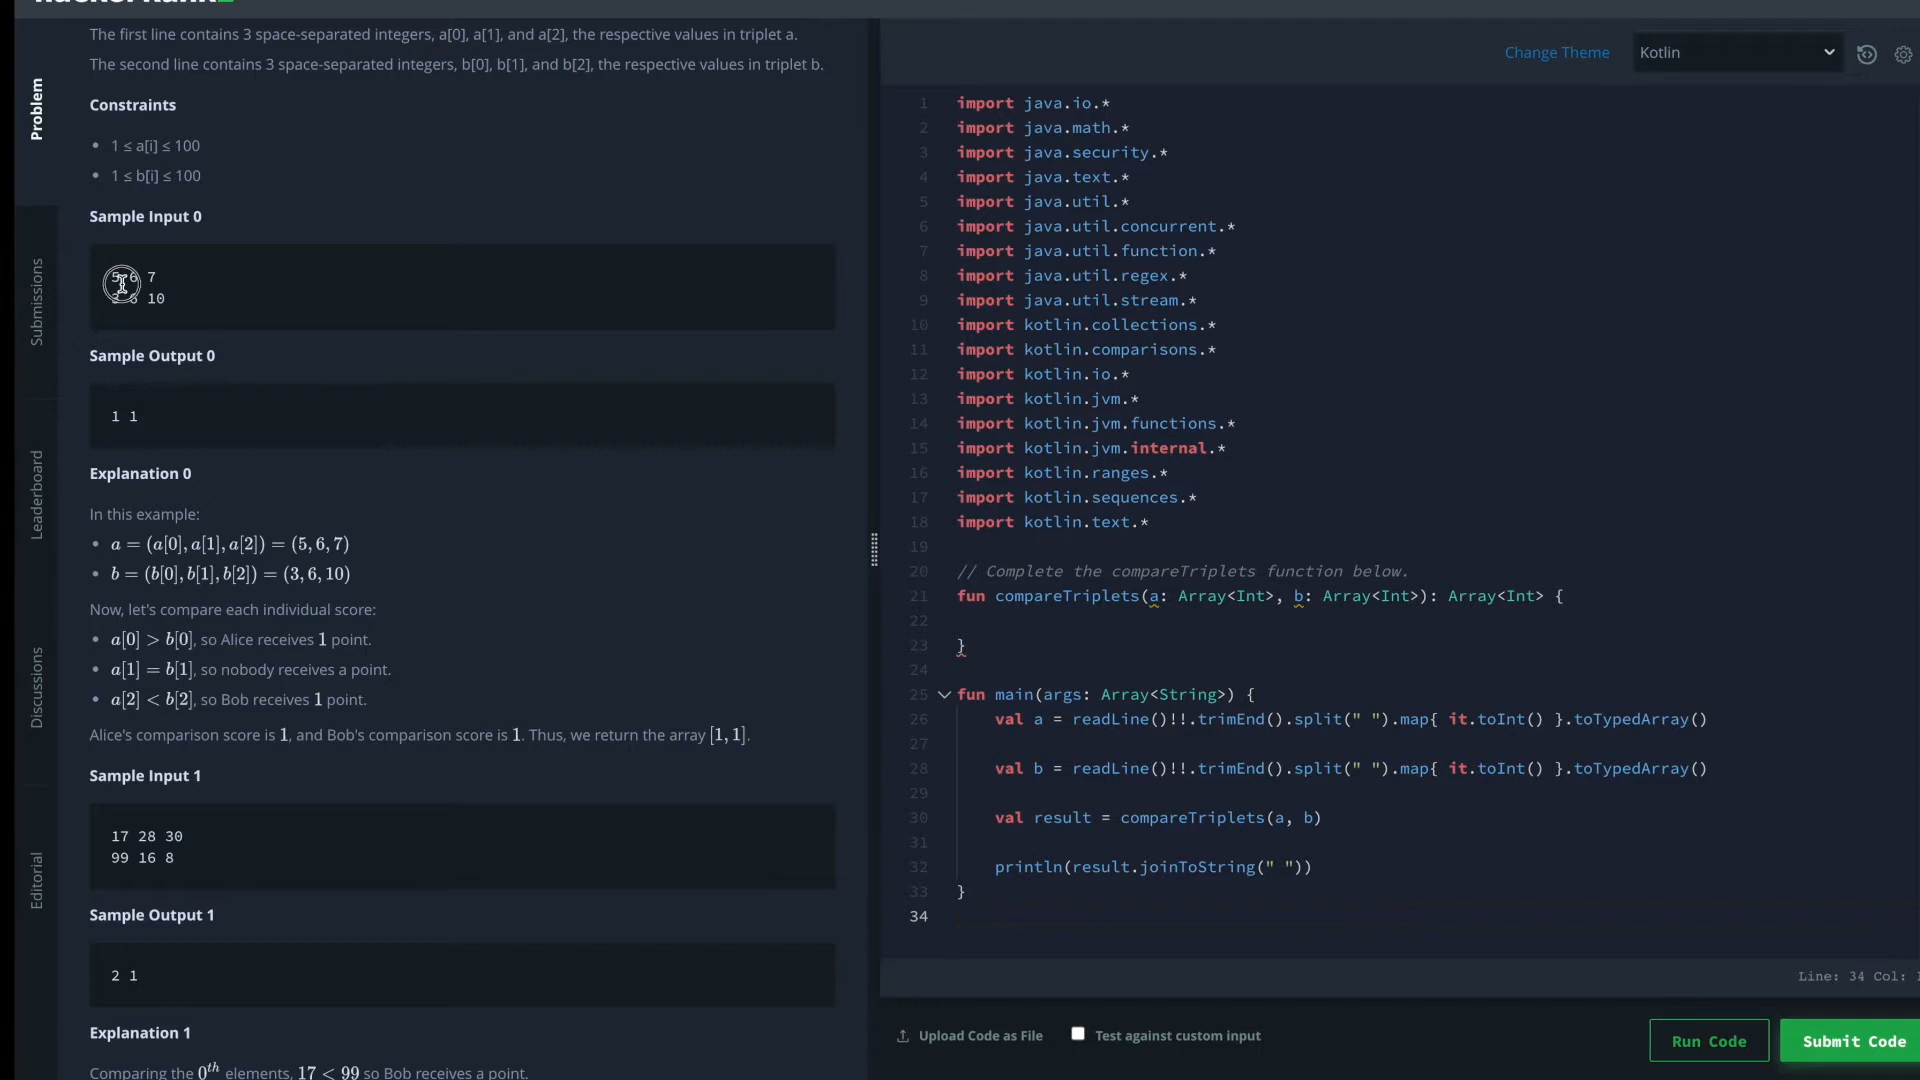 The first line contains 3 space-separated integers, a[0], a[1], and a[2], the respective values in triplet a.
The second line contains 3 space-separated integers, b[0], b[1], and b[2], the respective values in triplet b.
Constraints
• 1 ≤ a[i] ≤ 100
• 1 ≤ b[i] ≤ 100
Sample Input 0
5 6 7
10
Sample Output 0
1 1
Explanation 0
In this example:
• a = (a[0], a[1], a[2]) = (5, 6, 7)
• b = (b[0], b[1], b[2]) = (3, 6, 10)
Now, let's compare each individual score:
• a[0] > b[0], so Alice receives 1 point.
• a[1] = b[1], so nobody receives a point.
• a[2] < b[2], so Bob receives 1 point.
Alice's comparison score is 1, and Bob's comparison score is 1. Thus, we return the array [1, 1].
Sample Input 1
17 28 30
99 16 8
Sample Output 1
2 1
Explanation 1
Comparing the 0th elements, 17 < 99 so Bob receives a point.
Problem
Submissions
Leaderboard
Discussions
Editorial
Change Theme
Kotlin
1 import java.io.*
2 import java.math.*
3 import java.security.*
4 import java.text.*
5 import java.util.*
6 import java.util.concurrent.*
7 import java.util.function.*
8 import java.util.regex.*
9 import java.util.stream.*
10 import kotlin.collections.*
11 import kotlin.comparisons.*
12 import kotlin.io.*
13 import kotlin.jvm.*
14 import kotlin.jvm.functions.*
15 import kotlin.jvm.internal.*
16 import kotlin.ranges.*
17 import kotlin.sequences.*
18 import kotlin.text.*
19
20 // Complete the compareTriplets function below.
21 fun compareTriplets(a: Array<Int>, b: Array<Int>): Array<Int> {
22
23 }
24
25 fun main(args: Array<String>) {
26 val a = readLine()!!.trimEnd().split(" ").map{ it.toInt() }.toTypedArray()
27
28 val b = readLine()!!.trimEnd().split(" ").map{ it.toInt() }.toTypedArray()
29
30 val result = compareTriplets(a, b)
31
32 println(result.joinToString(" "))
33 }
34
Line: 34 Col:
Upload Code as File
Test against custom input
Run Code
Submit Code